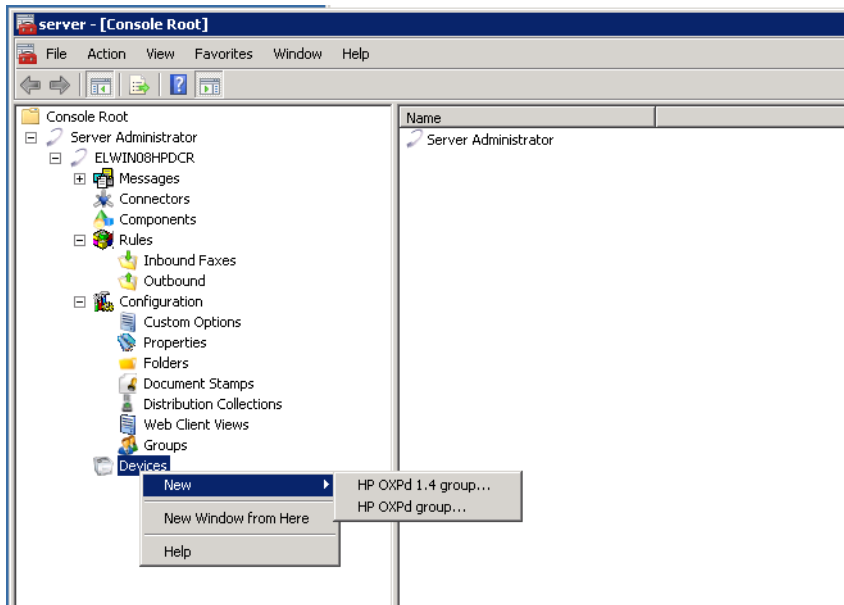 server - [Console Root]
File Action View Favorites Window Help
Console Root
Server Administrator
ELWIN08HPDCR
Messages
Connectors
Components
Rules
Inbound Faxes
Outbound
Configuration
Custom Options
Properties
Folders
Document Stamps
Distribution Collections
Web Client Views
Groups
Devices
New
New Window from Here
Help
HP OXPd 1.4 group...
HP OXPd group...
Name
Server Administrator